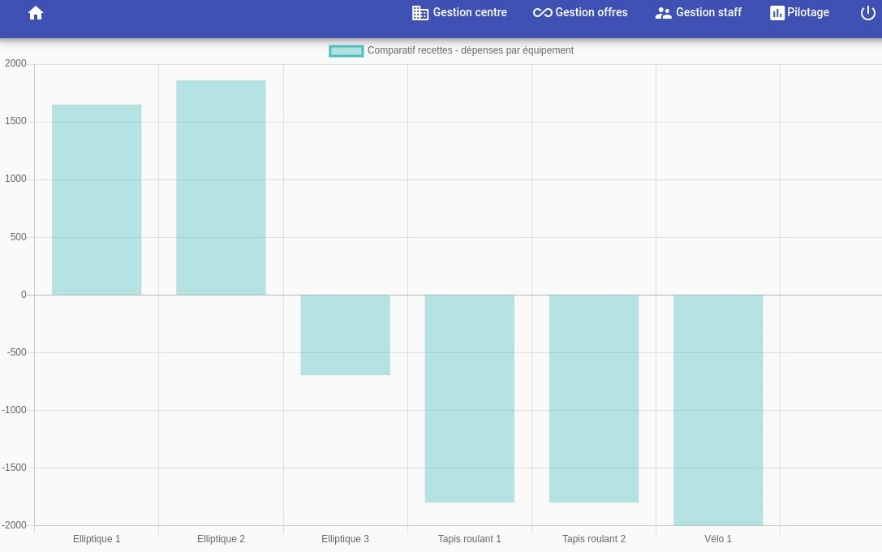 Gestion centre
Gestion offres
Gestion staff
Pilotage
Comparatif recettes - dépenses par équipement
2000
1500
1000
500
0
-500
-1000
-1500
-2000
Elliptique 1
Elliptique 2
Elliptique 3
Tapis roulant 1
Tapis roulant 2
Vélo 1